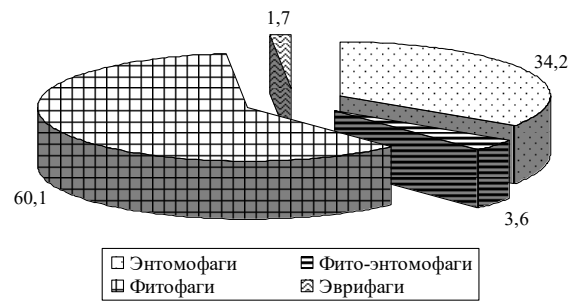 1,7
34,2
60,1
3,6
Энтомофаги
Фито-энтомофаги
Фитофаги
Эврифаги